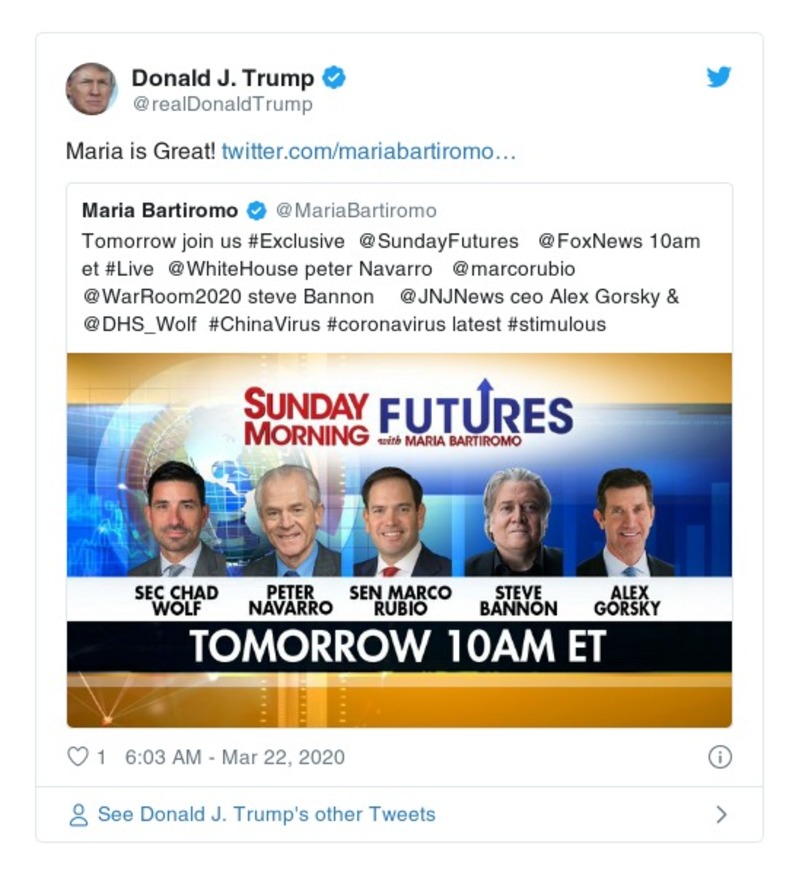 Donald J. Trump
@realDonaldTrump
Maria is Great! twitter.com/mariabartiromo…
Maria Bartiromo @MariaBartiromo
Tomorrow join us #Exclusive @SundayFutures @FoxNews 10am
et #Live @WhiteHouse peter Navarro @marcorubio
@WarRoom2020 steve Bannon @JNJNews ceo Alex Gorsky &
@DHS_Wolf #ChinaVirus #coronavirus latest #stimulous
SUNDAY MORNING FUTURES
with MARIA BARTIROMO
SEC CHAD WOLF
PETER NAVARRO
SEN MARCO RUBIO
STEVE BANNON
ALEX GORSKY
TOMORROW 10AM ET
1 6:03 AM - Mar 22, 2020
See Donald J. Trump's other Tweets